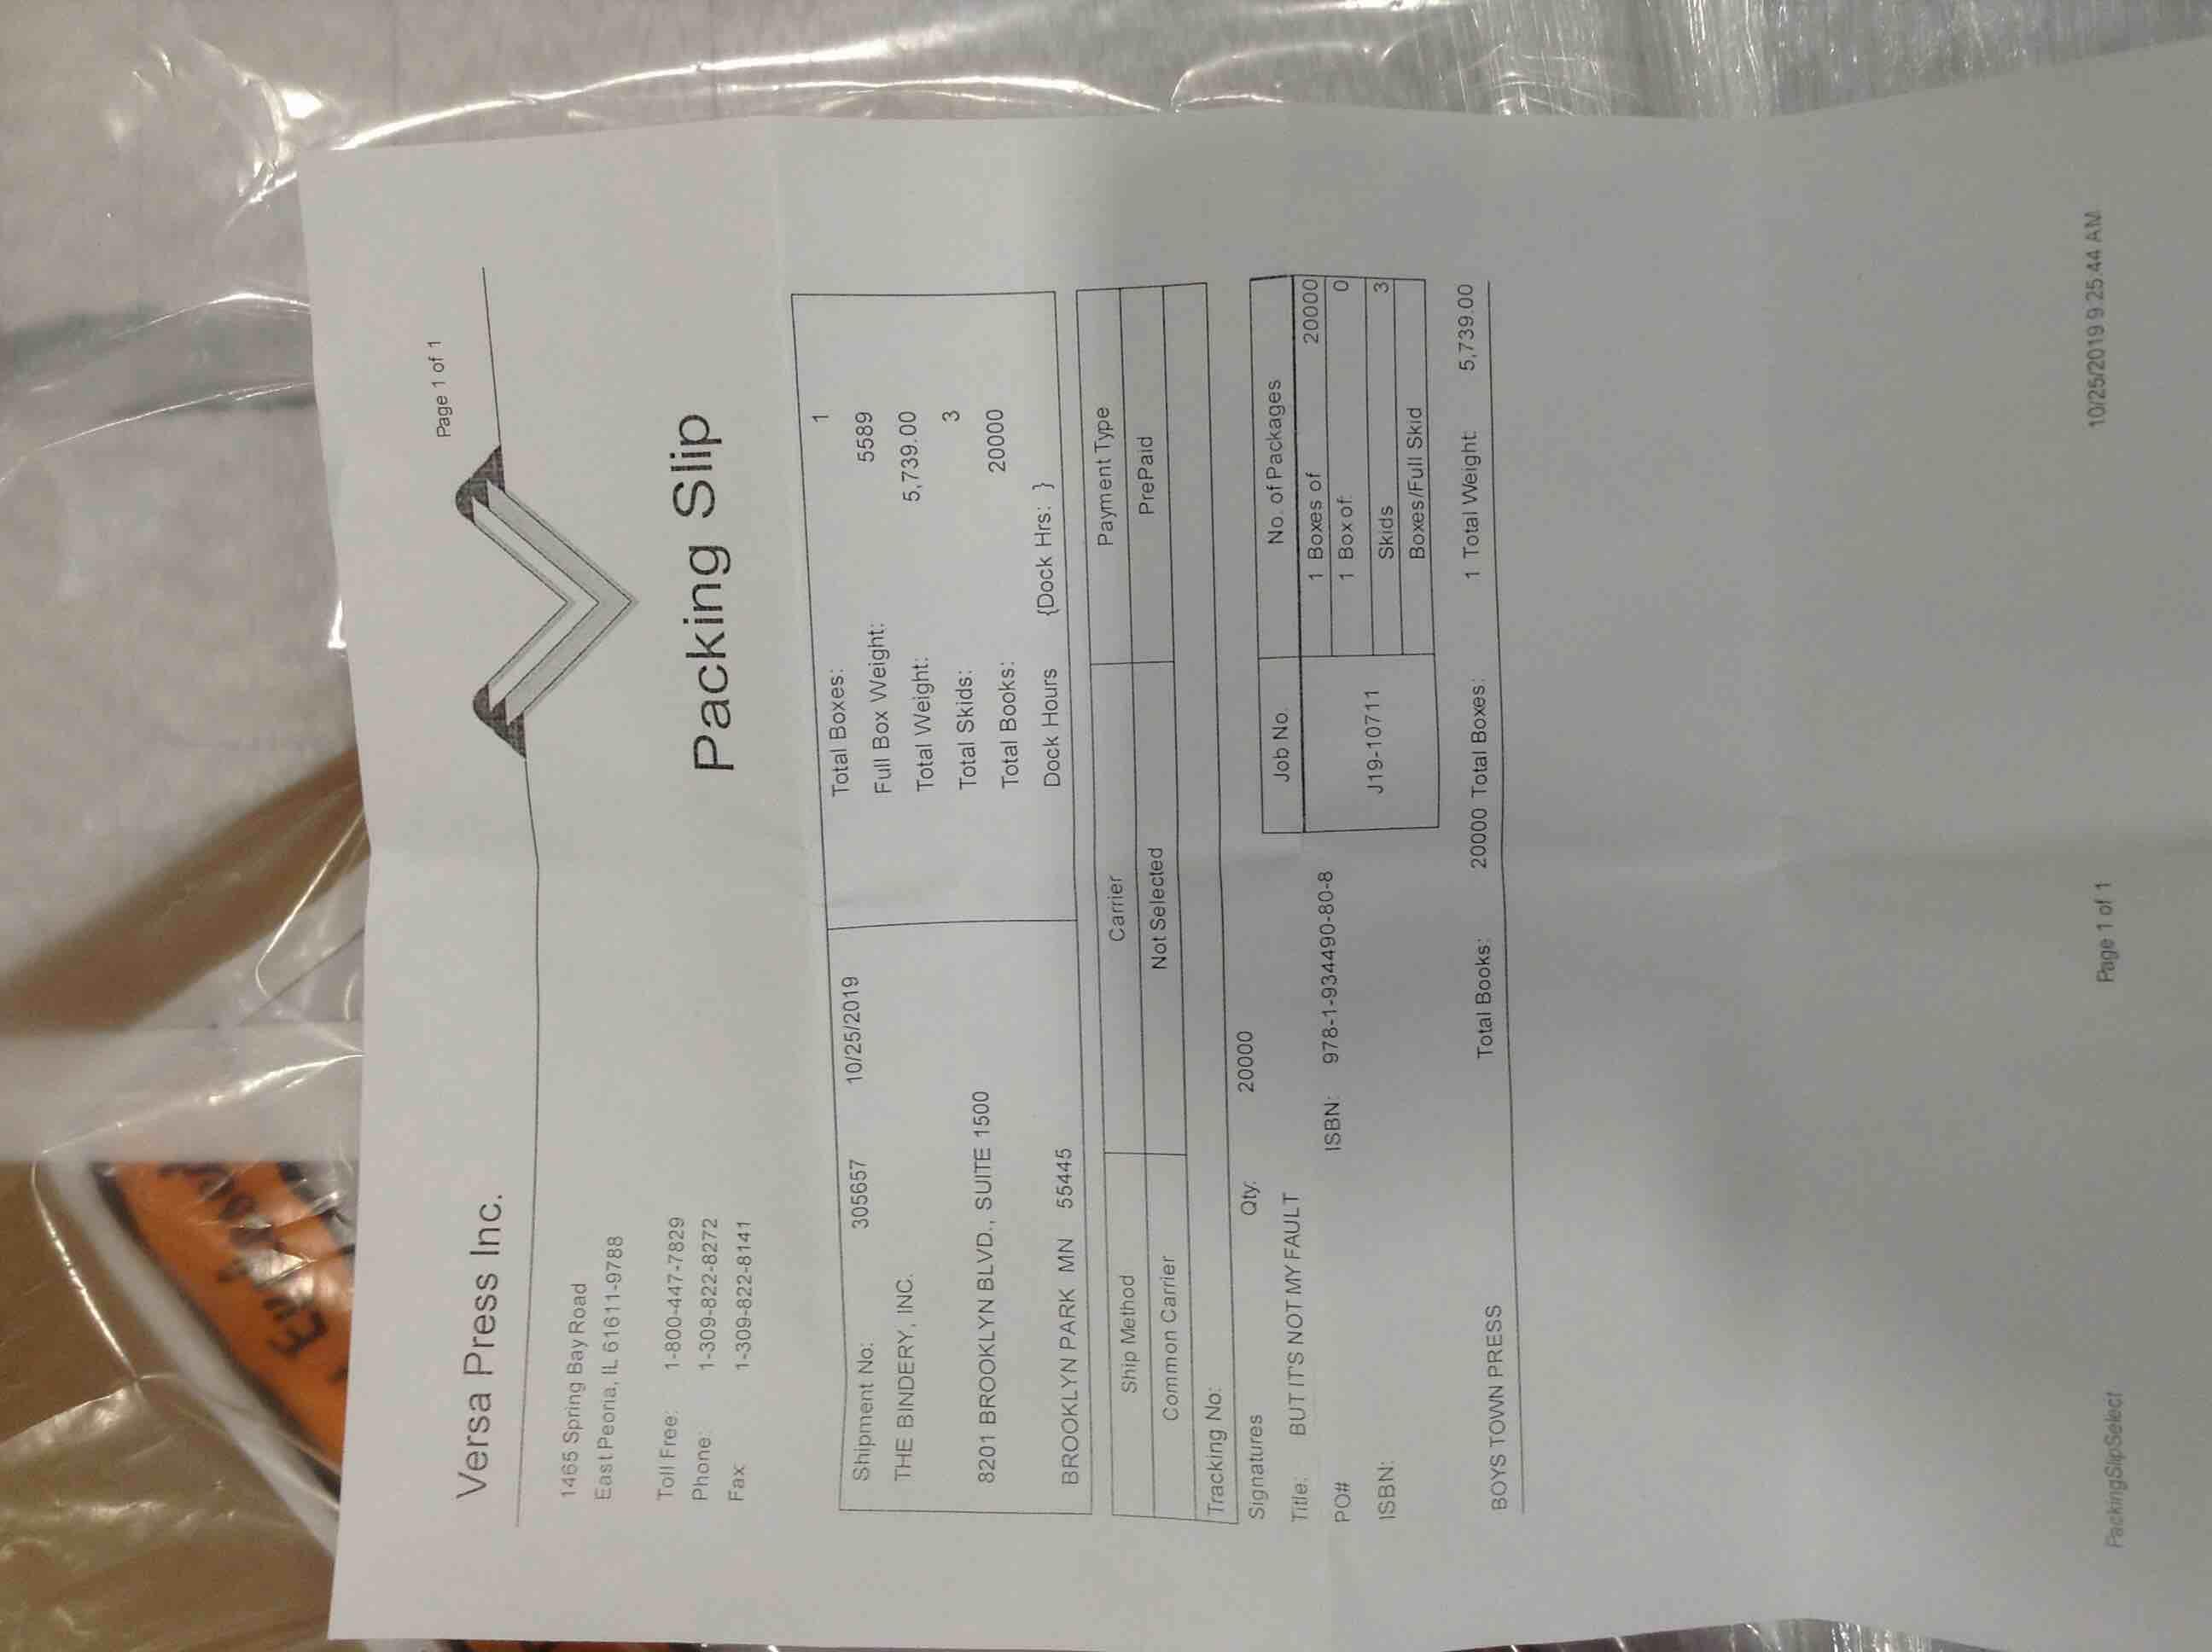 Page 1 of 1
Versa Press Inc.
1465 Spring Bay Road
East Peoria, IL 61611-9788
Packing Slip
Toll Free: 1-800-447-7829
Phone: 1-309-822-8272
Fax: 1-309-822-8141
Shipment No: 305657 10/25/2019 Total Boxes: 1
THE BINDERY, INC. Full Box Weight: 5589
Total Weight: 5,739.00
8201 BROOKLYN BLVD., SUITE 1500 Total Skids: 3
Total Books: 20000
BROOKLYN PARK MN 55445 Dock Hours {Dock Hrs: }
Ship Method Carrier Payment Type
Common Carrier Not Selected PrePaid
Tracking No:
Signatures Qty: 20000
Job No. No. of Packages
Title: BUT IT'S NOT MY FAULT 1 Boxes of 20000
PO# ISBN: 978-1-934490-80-8 1 Box of: 0
ISBN: J19-10711 Skids 3
Boxes/Full Skid
BOYS TOWN PRESS Total Books: 20000 Total Boxes: 1 Total Weight: 5,739.00
PackingSlipSelect Page 1 of 1 10/25/2019 9:25:44 AM